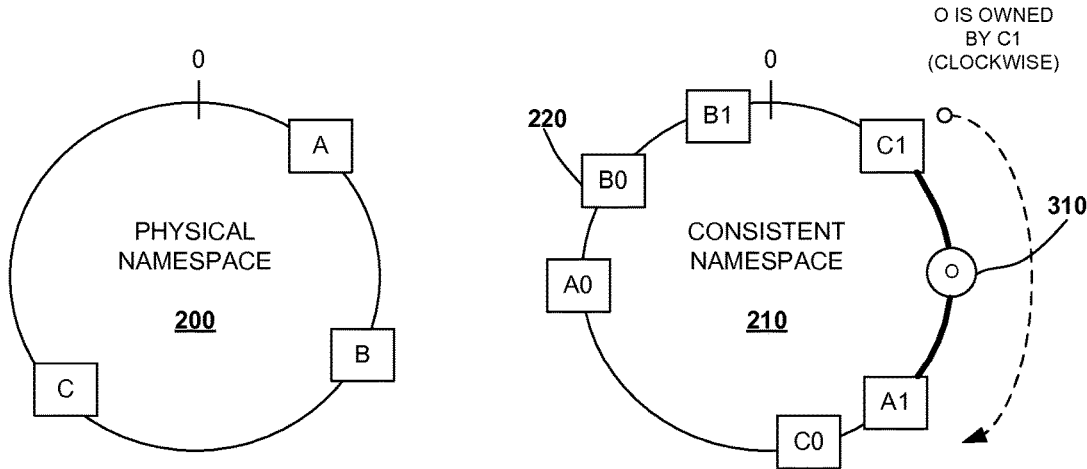 O IS OWNED
BY C1
(CLOCKWISE)
0
A
PHYSICAL
NAMESPACE
200
B
C
0
B1
C1
220
B0
310
CONSISTENT
NAMESPACE
O
A0
210
A1
C0